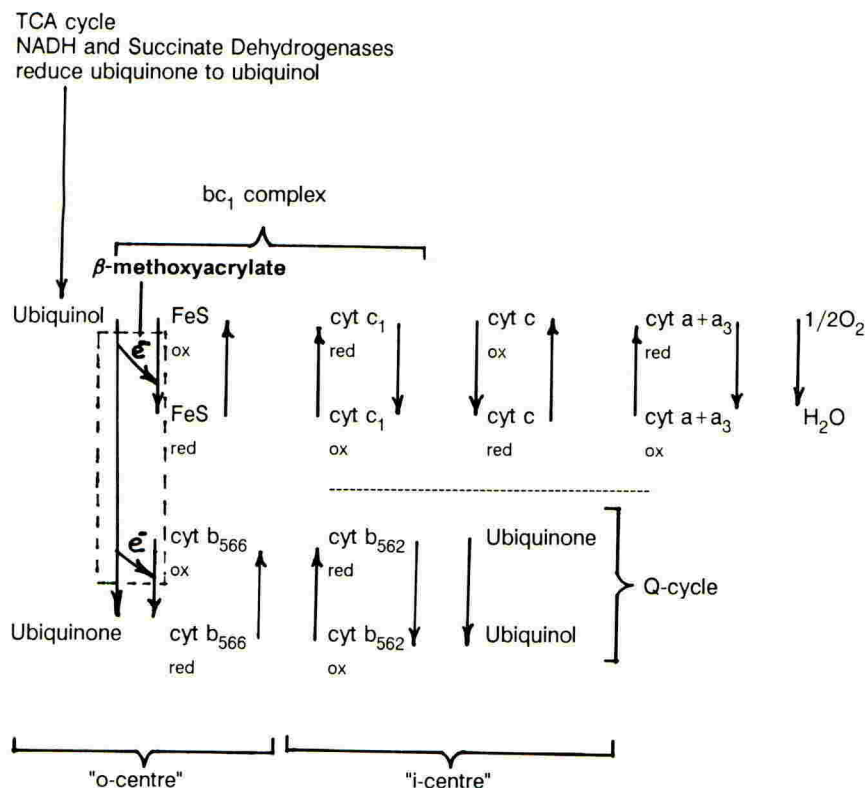 TCA cycle
NADH and Succinate Dehydrogenases
reduce ubiquinone to ubiquinol
bc₁ complex
β-methoxyacrylate
Ubiquinol FeS cyt c₁ cyt c cyt a+a₃ 1/2O₂
ox red ox red
e⁻
FeS cyt c₁ cyt c cyt a+a₃ H₂O
red ox red ox
cyt b₅₆₆ cyt b₅₆₂ Ubiquinone
e⁻
ox red
Q-cycle
Ubiquinone cyt b₅₆₆ cyt b₅₆₂ Ubiquinol
red ox
"o-centre" "i-centre"